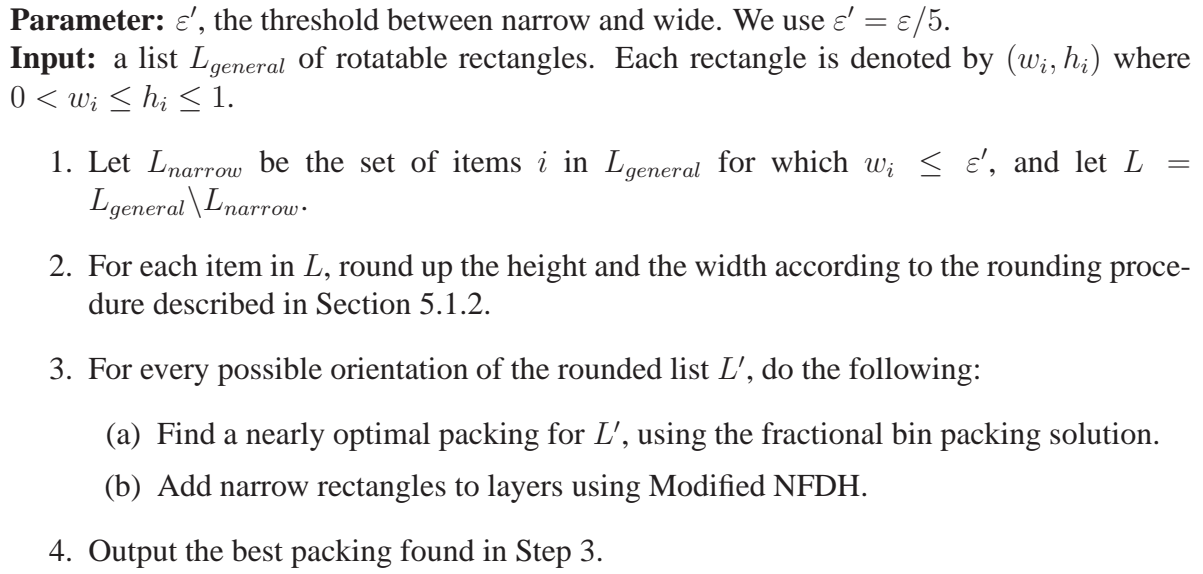 Parameter: ε′, the threshold between narrow and wide. We use ε′ = ε/5.
Input: a list L_general of rotatable rectangles. Each rectangle is denoted by (w_i, h_i) where
0 < w_i ≤ h_i ≤ 1.
1. Let L_narrow be the set of items i in L_general for which w_i ≤ ε′, and let L =
L_general\L_narrow.
2. For each item in L, round up the height and the width according to the rounding proce-
dure described in Section 5.1.2.
3. For every possible orientation of the rounded list L′, do the following:
(a) Find a nearly optimal packing for L′, using the fractional bin packing solution.
(b) Add narrow rectangles to layers using Modified NFDH.
4. Output the best packing found in Step 3.